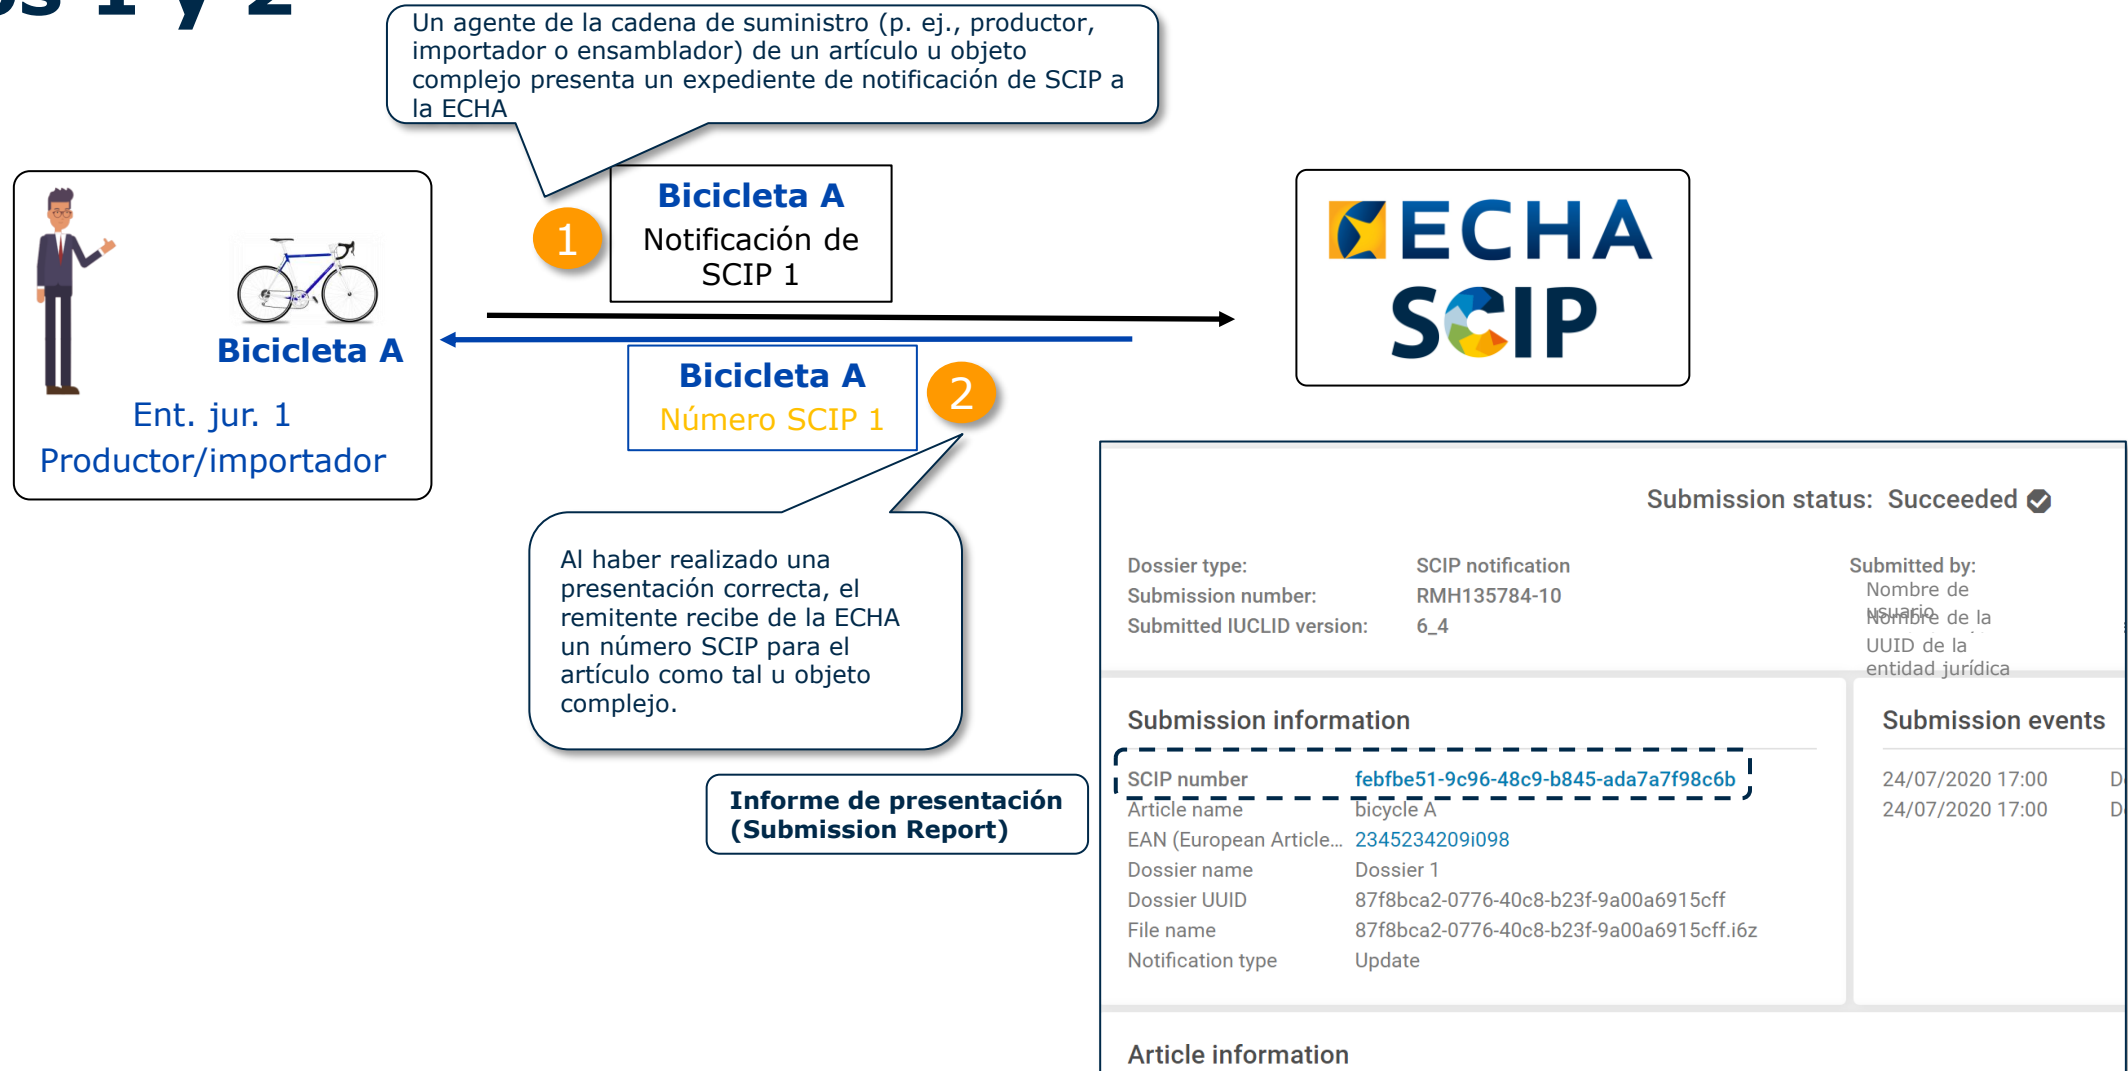 os 1 y 2
Un agente de la cadena de suministro (p. ej., productor,
importador o ensamblador) de un artículo u objeto
complejo presenta un expediente de notificación de SCIP a
la ECHA
1
Bicicleta A
Notificación de
SCIP 1
ECHA
SCIP
Bicicleta A
Ent. jur. 1
Productor/importador
Bicicleta A
Número SCIP 1
2
Al haber realizado una
presentación correcta, el
remitente recibe de la ECHA
un número SCIP para el
artículo como tal u objeto
complejo.
Informe de presentación
(Submission Report)
Submission status: Succeeded
Dossier type: SCIP notification
Submission number: RMH135784-10
Submitted IUCLID version: 6_4
Submitted by:
Nombre de
usuario
Nombre de la
UUID de la
entidad jurídica
Submission information
SCIP number febfbe51-9c96-48c9-b845-ada7a7f98c6b
Article name bicycle A
EAN (European Article... 2345234209i098
Dossier name Dossier 1
Dossier UUID 87f8bca2-0776-40c8-b23f-9a00a6915cff
File name 87f8bca2-0776-40c8-b23f-9a00a6915cff.i6z
Notification type Update
Submission events
24/07/2020 17:00 D
24/07/2020 17:00 D
Article information